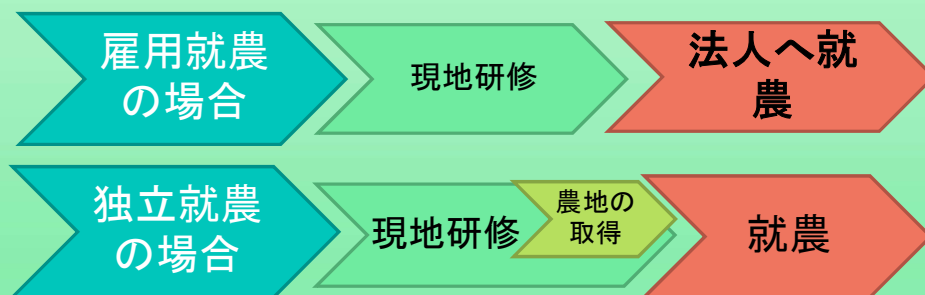 雇用就農
の場合
現地研修
法人へ就
農
独立就農
の場合
現地研修
農地の
取得
就農